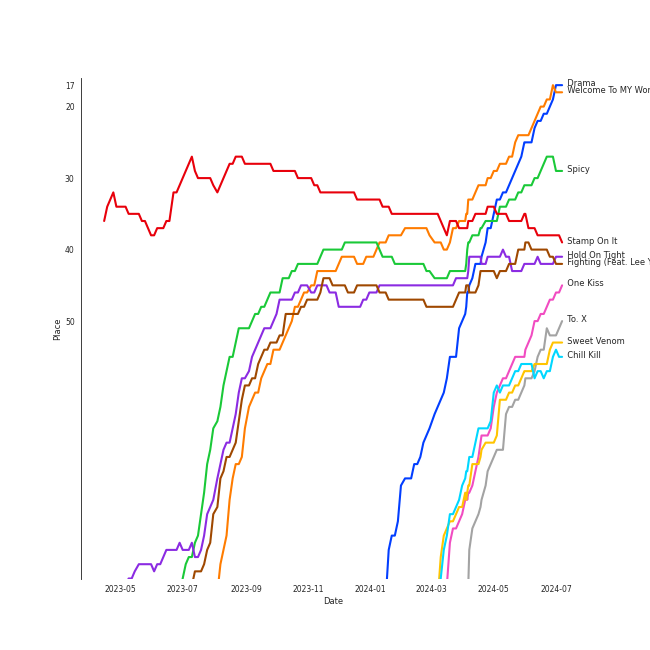 17
20
30
40
50
Place
Drama
Welcome To MY Wor
Spicy
Stamp On It
Hold On Tight
Fighting (Feat. Lee Y
One Kiss
To. X
Sweet Venom
Chill Kill
2023-05 2023-07 2023-09 2023-11 2024-01 2024-03 2024-05 2024-07
Date